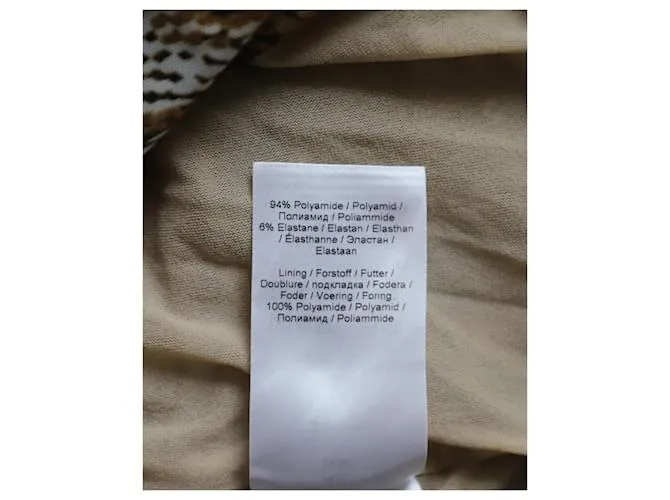 94% Polyamide / Polyamid /
Полиамид / Poliammide
6% Elastane / Elastan / Elasthan
/ Élasthanne / Эластан /
Elastaan
Lining / Forstoff / Futter /
Doublure / подкладка / Fodera /
Foder / Voering / Foring
100% Polyamide / Polyamid /
Полиамид / Poliammide